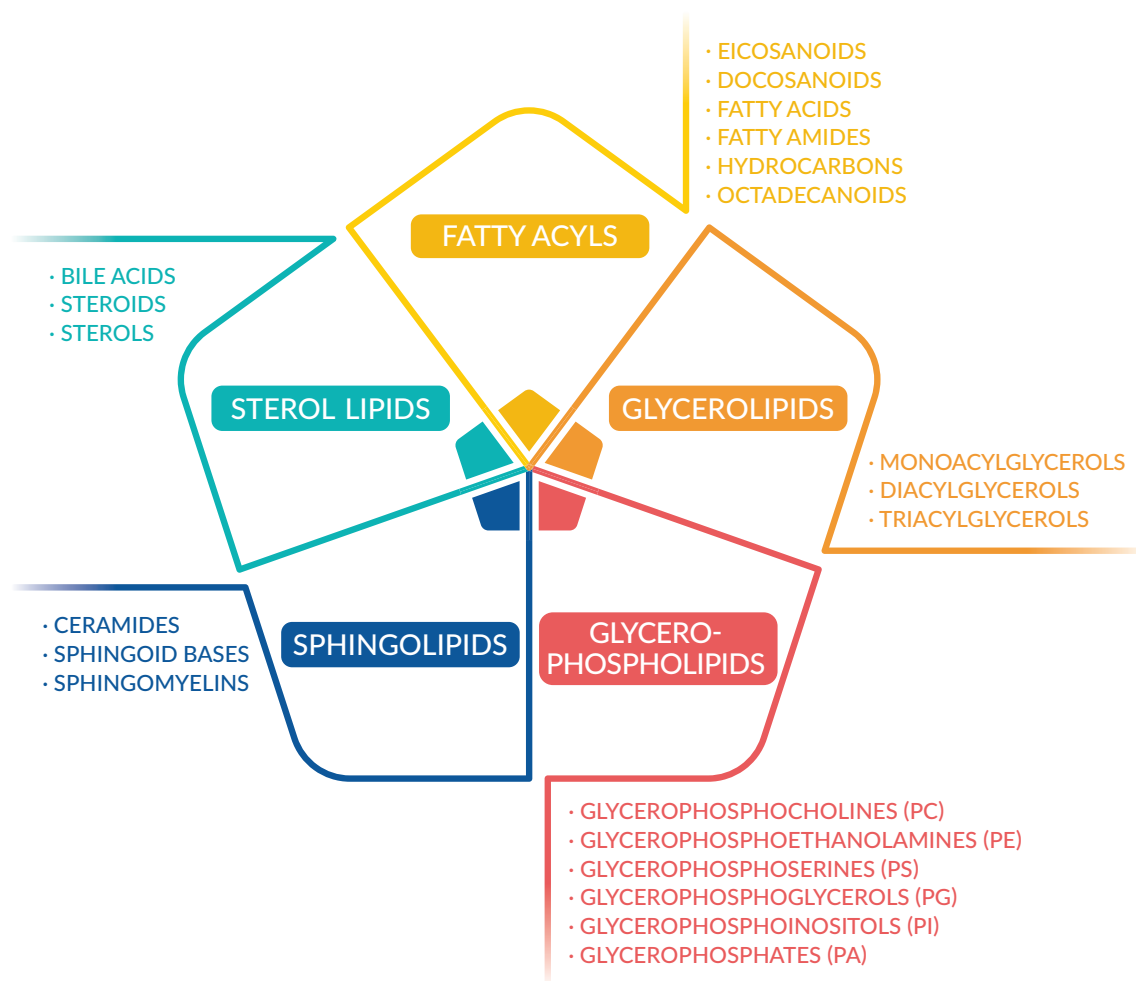 · EICOSANOIDS
· DOCOSANOIDS
· FATTY ACIDS
· FATTY AMIDES
· HYDROCARBONS
· OCTADECANOIDS
FATTY ACYLS
· BILE ACIDS
· STEROIDS
· STEROLS
STEROL LIPIDS
GLYCEROLIPIDS
· MONOACYLGLYCEROLS
· DIACYLGLYCEROLS
· TRIACYLGLYCEROLS
· CERAMIDES
· SPHINGOID BASES
· SPHINGOMYELINS
SPHINGOLIPIDS
GLYCERO-
PHOSPHOLIPIDS
· GLYCEROPHOSPHOCHOLINES (PC)
· GLYCEROPHOSPHOETHANOLAMINES (PE)
· GLYCEROPHOSPHOSERINES (PS)
· GLYCEROPHOSPHOGLYCEROLS (PG)
· GLYCEROPHOSPHOINOSITOLS (PI)
· GLYCEROPHOSPHATES (PA)